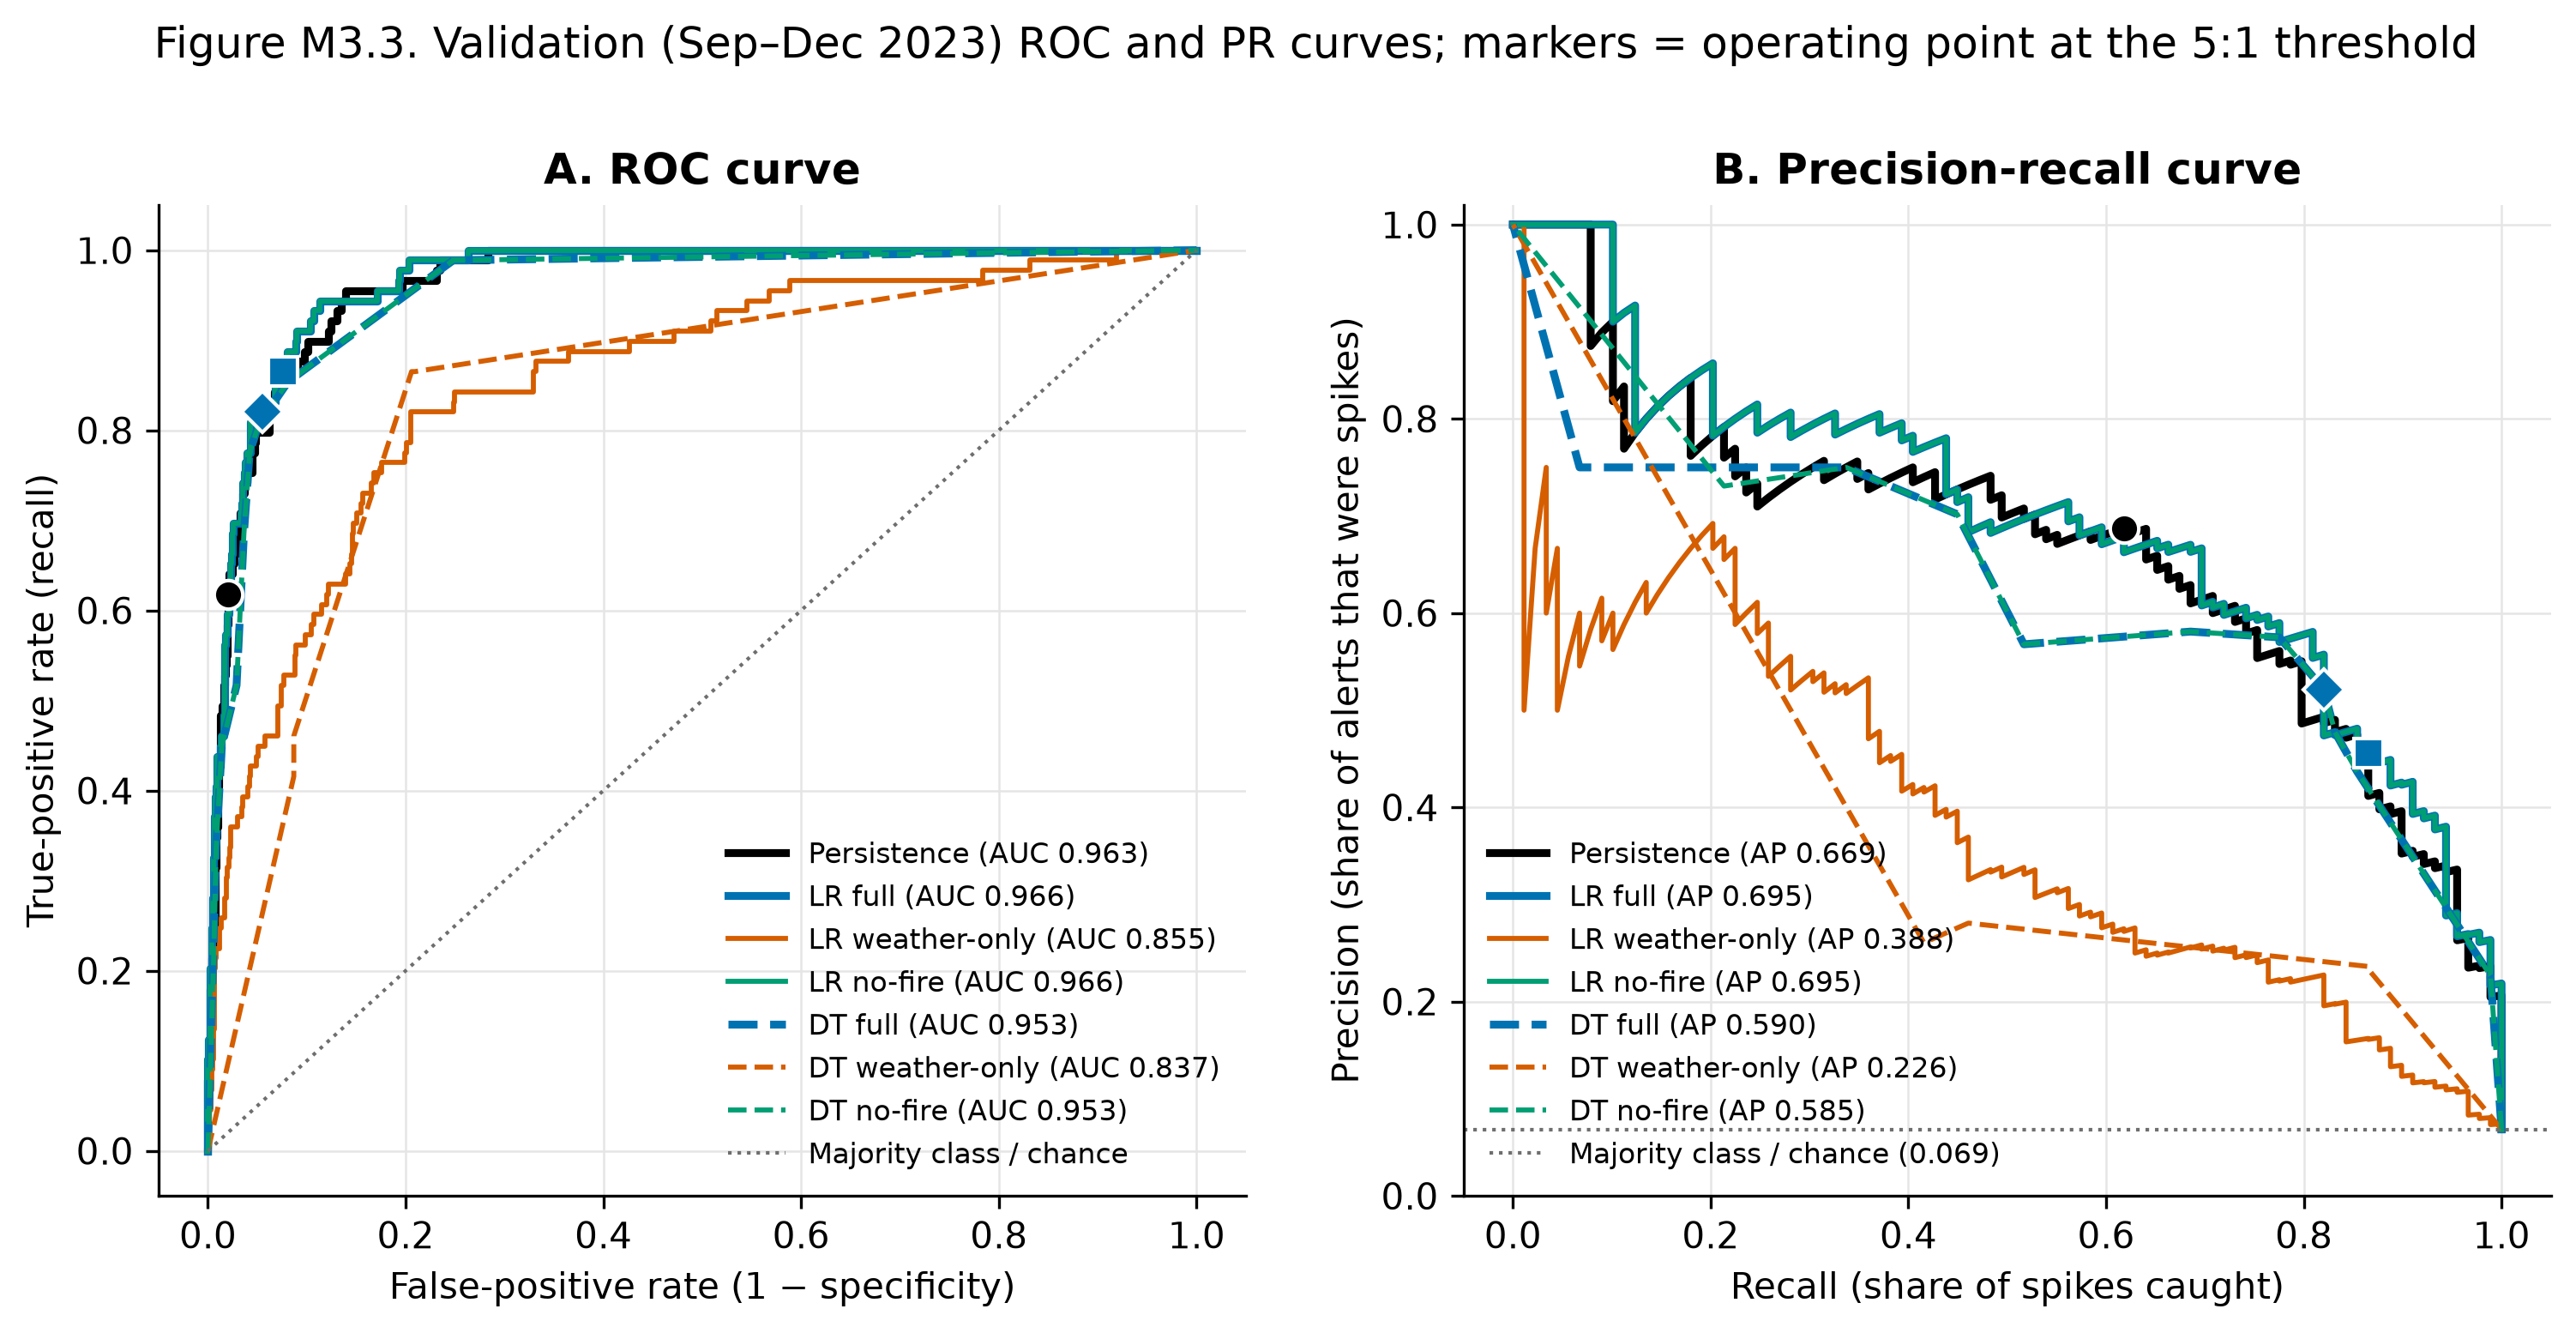 Figure M3.3. Validation (Sep–Dec 2023) ROC and PR curves; markers = operating point at the 5:1 threshold
A. ROC curve
True-positive rate (recall)
1.0
0.8
0.6
0.4
0.2
0.0
Persistence (AUC 0.963)
LR full (AUC 0.966)
LR weather-only (AUC 0.855)
LR no-fire (AUC 0.966)
DT full (AUC 0.953)
DT weather-only (AUC 0.837)
DT no-fire (AUC 0.953)
Majority class / chance
0.0 0.2 0.4 0.6 0.8 1.0
False-positive rate (1 − specificity)
B. Precision-recall curve
Precision (share of alerts that were spikes)
1.0
0.8
0.6
0.4
0.2
0.0
Persistence (AP 0.669)
LR full (AP 0.695)
LR weather-only (AP 0.388)
LR no-fire (AP 0.695)
DT full (AP 0.590)
DT weather-only (AP 0.226)
DT no-fire (AP 0.585)
Majority class / chance (0.069)
0.0 0.2 0.4 0.6 0.8 1.0
Recall (share of spikes caught)